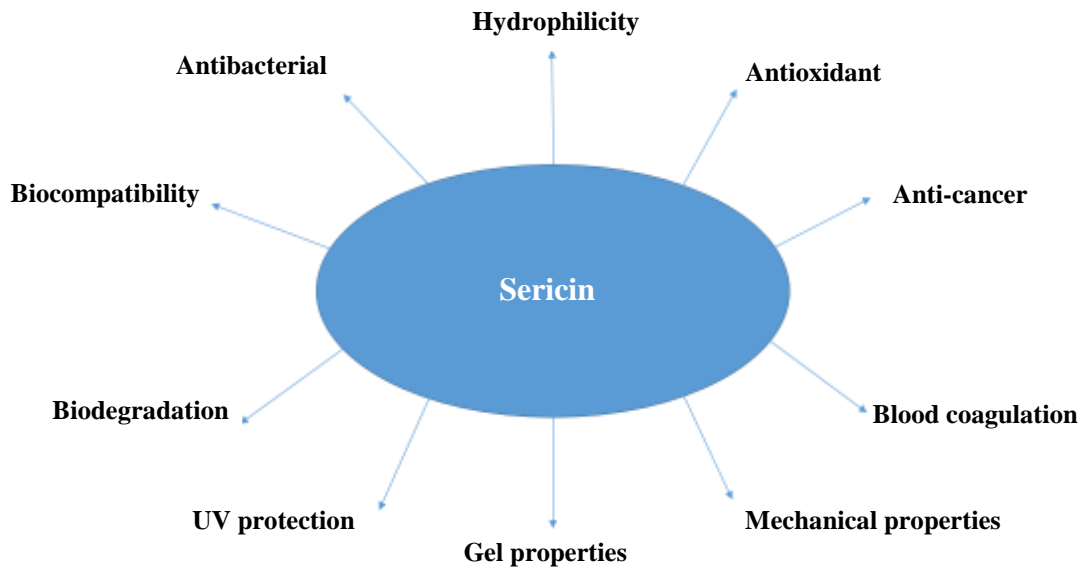 Hydrophilicity
Antibacterial
Antioxidant
Biocompatibility
Anti-cancer
Sericin
Biodegradation
Blood coagulation
UV protection
Mechanical properties
Gel properties